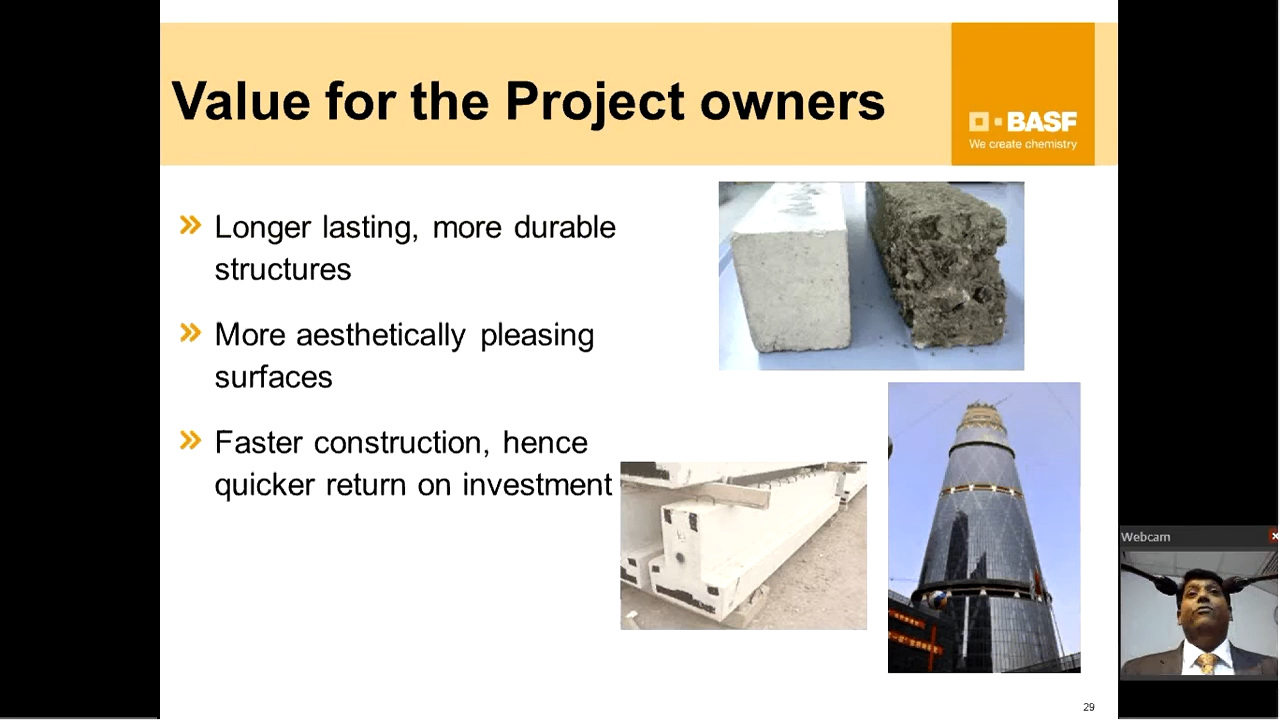 Value for the Project owners
BASF
We create chemistry
Longer lasting, more durable
structures
More aesthetically pleasing
surfaces
Faster construction, hence
quicker return on investment
Webcam
29